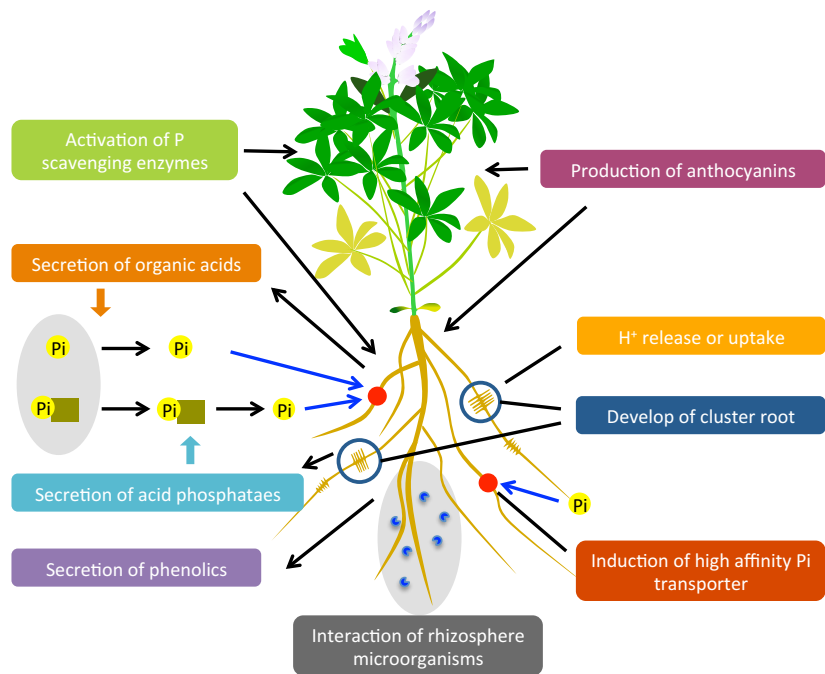 Activation of P
scavenging enzymes
Production of anthocyanins
Secretion of organic acids
Pi
Pi
H⁺ release or uptake
Pi
Pi
Pi
Develop of cluster root
Secretion of acid phosphataes
Pi
Secretion of phenolics
Induction of high affinity Pi
transporter
Interaction of rhizosphere
microorganisms